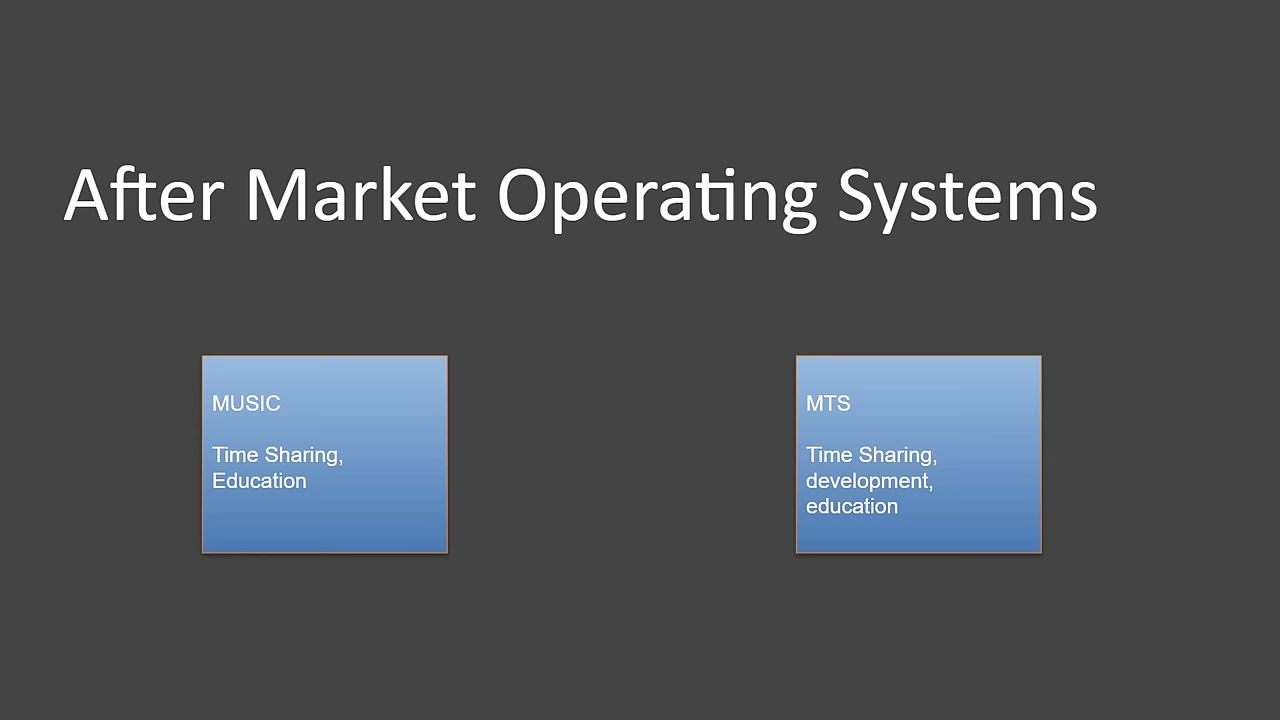 After Market Operating Systems
MUSIC
Time Sharing,
Education
MTS
Time Sharing,
development,
education